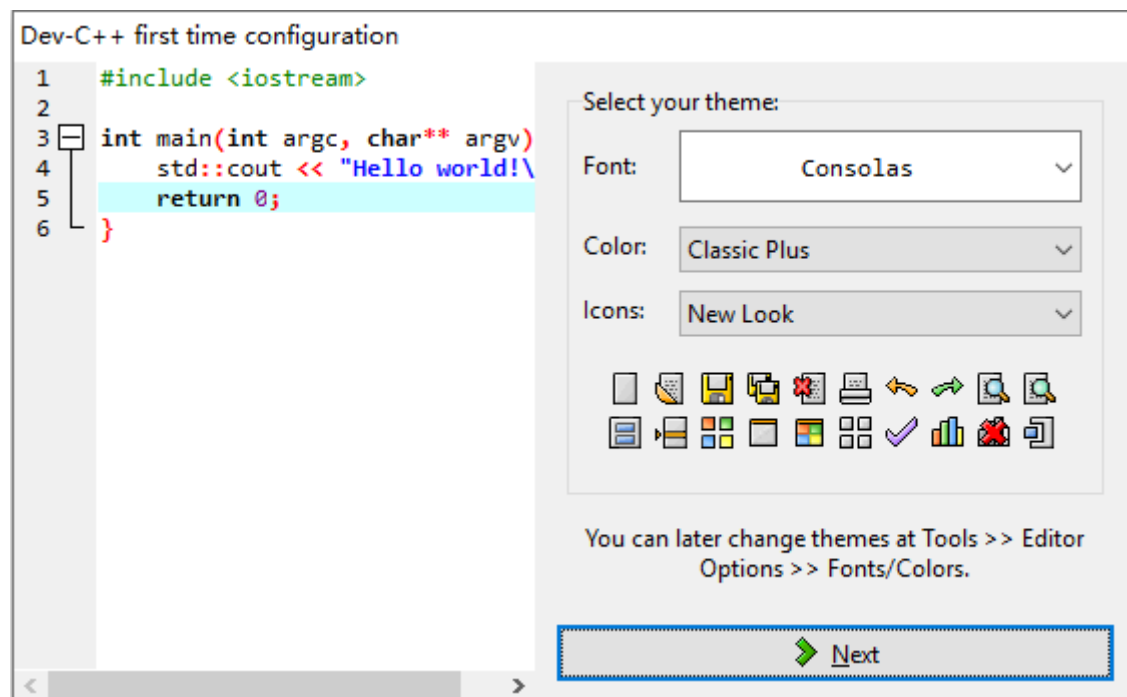 Dev-C++ first time configuration
1 #include <iostream>
2
3 int main(int argc, char** argv)
4 std::cout << "Hello world!\
5 return 0;
6 }
Select your theme:
Font: Consolas
Color: Classic Plus
Icons: New Look
You can later change themes at Tools >> Editor
Options >> Fonts/Colors.
Next